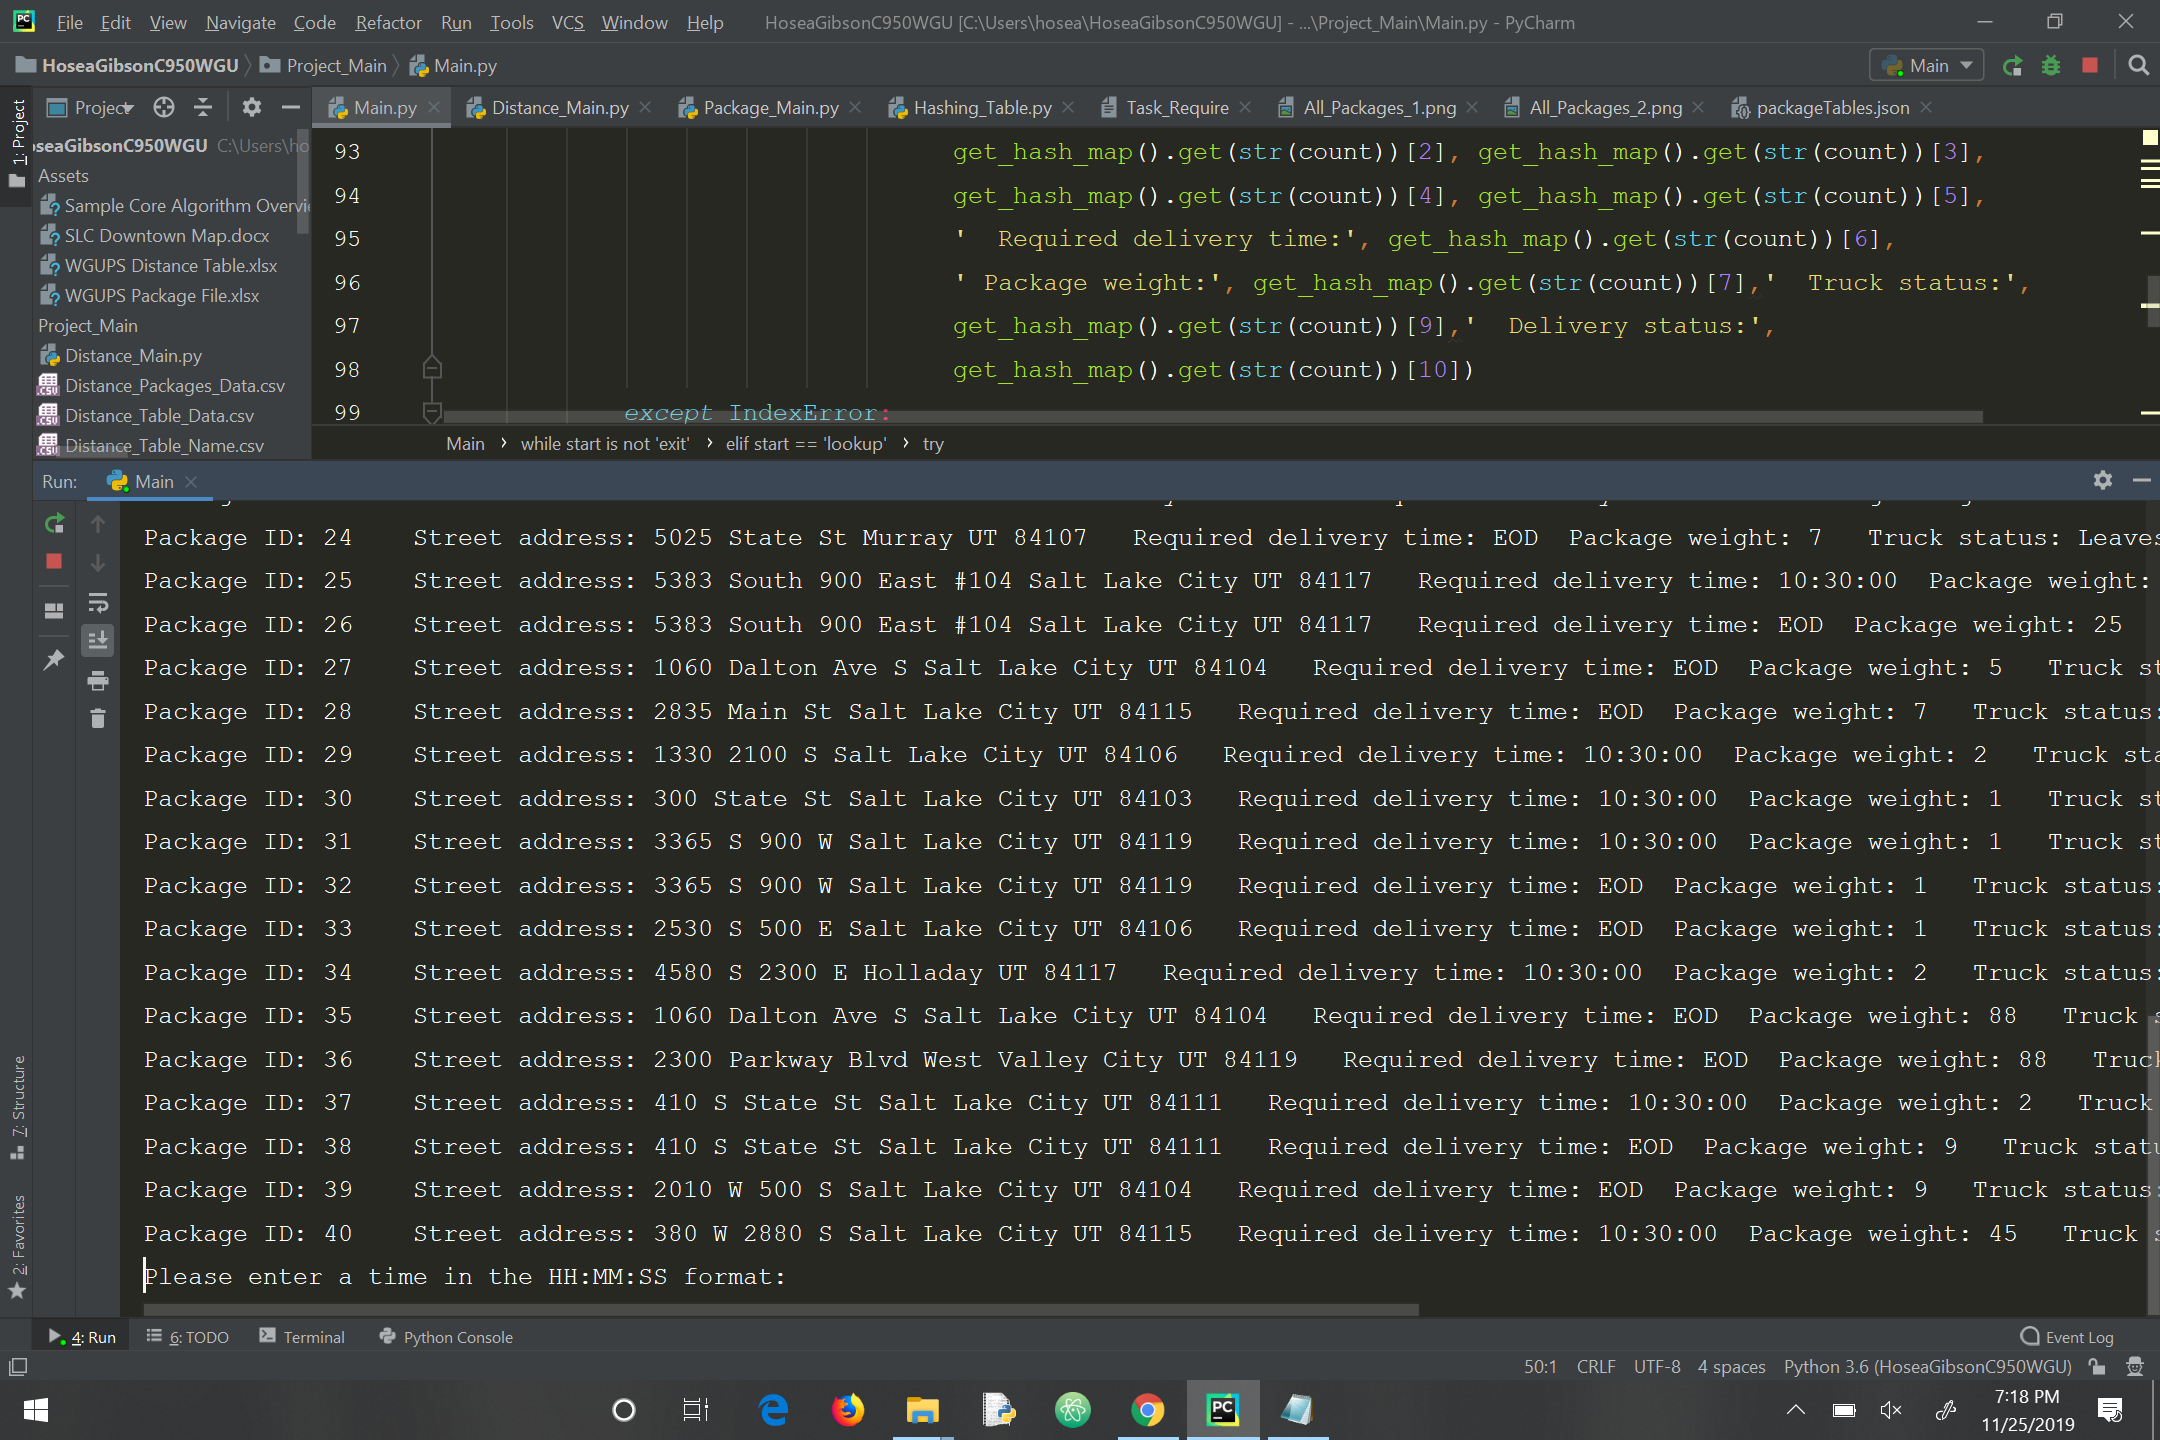 File Edit View Navigate Code Refactor Run Tools VCS Window Help HoseaGibsonC950WGU [C:\Users\hosea\HoseaGibsonC950WGU] - ...\Project_Main\Main.py - PyCharm
HoseaGibsonC950WGU Project_Main Main.py Main
1: Project
Project Main.py Distance_Main.py Package_Main.py Hashing_Table.py Task_Require All_Packages_1.png All_Packages_2.png packageTables.json
oseaGibsonC950WGU C:\Users\ho
Assets
Sample Core Algorithm Overvi
SLC Downtown Map.docx
WGUPS Distance Table.xlsx
WGUPS Package File.xlsx
Project_Main
Distance_Main.py
Distance_Packages_Data.csv
Distance_Table_Data.csv
Distance_Table_Name.csv
93 get_hash_map().get(str(count))[2], get_hash_map().get(str(count))[3],
94 get_hash_map().get(str(count))[4], get_hash_map().get(str(count))[5],
95 '  Required delivery time:', get_hash_map().get(str(count))[6],
96 ' Package weight:', get_hash_map().get(str(count))[7],'  Truck status:',
97 get_hash_map().get(str(count))[9],'  Delivery status:',
98 get_hash_map().get(str(count))[10])
99 except IndexError:
Main › while start is not 'exit' › elif start == 'lookup' › try
Run: Main
Package ID: 24    Street address: 5025 State St Murray UT 84107   Required delivery time: EOD  Package weight: 7   Truck status: Leaves
Package ID: 25    Street address: 5383 South 900 East #104 Salt Lake City UT 84117   Required delivery time: 10:30:00  Package weight:
Package ID: 26    Street address: 5383 South 900 East #104 Salt Lake City UT 84117   Required delivery time: EOD  Package weight: 25
Package ID: 27    Street address: 1060 Dalton Ave S Salt Lake City UT 84104   Required delivery time: EOD  Package weight: 5   Truck st
Package ID: 28    Street address: 2835 Main St Salt Lake City UT 84115   Required delivery time: EOD  Package weight: 7   Truck status:
Package ID: 29    Street address: 1330 2100 S Salt Lake City UT 84106   Required delivery time: 10:30:00  Package weight: 2   Truck sta
Package ID: 30    Street address: 300 State St Salt Lake City UT 84103   Required delivery time: 10:30:00  Package weight: 1   Truck st
Package ID: 31    Street address: 3365 S 900 W Salt Lake City UT 84119   Required delivery time: 10:30:00  Package weight: 1   Truck st
Package ID: 32    Street address: 3365 S 900 W Salt Lake City UT 84119   Required delivery time: EOD  Package weight: 1   Truck status:
Package ID: 33    Street address: 2530 S 500 E Salt Lake City UT 84106   Required delivery time: EOD  Package weight: 1   Truck status:
Package ID: 34    Street address: 4580 S 2300 E Holladay UT 84117   Required delivery time: 10:30:00  Package weight: 2   Truck status:
Package ID: 35    Street address: 1060 Dalton Ave S Salt Lake City UT 84104   Required delivery time: EOD  Package weight: 88   Truck s
Package ID: 36    Street address: 2300 Parkway Blvd West Valley City UT 84119   Required delivery time: EOD  Package weight: 88   Truck
Package ID: 37    Street address: 410 S State St Salt Lake City UT 84111   Required delivery time: 10:30:00  Package weight: 2   Truck
Package ID: 38    Street address: 410 S State St Salt Lake City UT 84111   Required delivery time: EOD  Package weight: 9   Truck statu
Package ID: 39    Street address: 2010 W 500 S Salt Lake City UT 84104   Required delivery time: EOD  Package weight: 9   Truck status:
Package ID: 40    Street address: 380 W 2880 S Salt Lake City UT 84115   Required delivery time: 10:30:00  Package weight: 45   Truck s
Please enter a time in the HH:MM:SS format:
7: Structure
2: Favorites
4: Run 6: TODO Terminal Python Console Event Log
50:1 CRLF UTF-8 4 spaces Python 3.6 (HoseaGibsonC950WGU)
PC
7:18 PM
11/25/2019